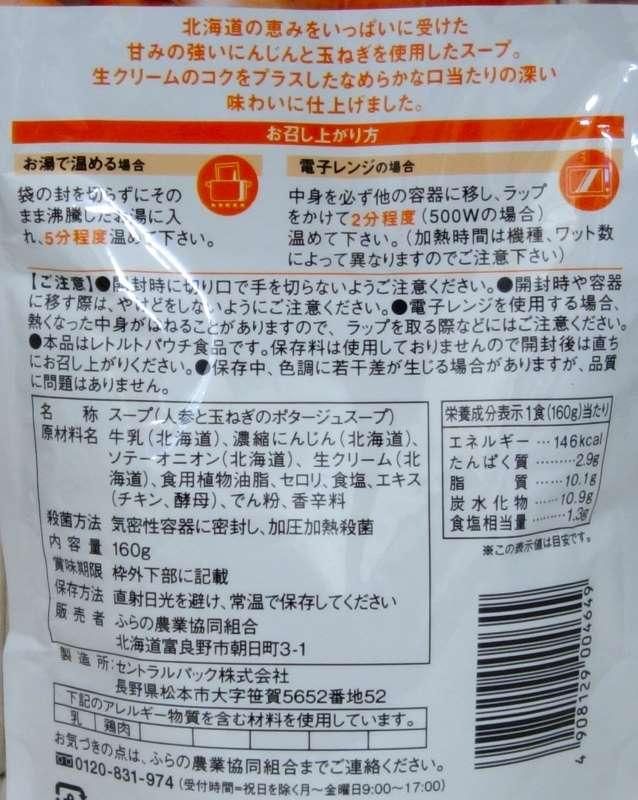 北海道の恵みをいっぱいに受けた
甘みの強いにんじんと玉ねぎを使用したスープ。
生クリームのコクをプラスしたなめらかな口当たりの深い
味わいに仕上げました。
お召し上がり方
お湯で温める場合
袋の封を切らずにその
まま沸騰したお湯に入
れ、5分程度温めて下さい。
電子レンジの場合
中身を必ず他の容器に移し、ラップ
をかけて2分程度(500Wの場合)
温めて下さい。(加熱時間は機種、ワット数
によって異なりますのでご注意下さい)
【ご注意】●開封時に切り口で手を切らないようご注意ください。●開封時や容器
に移す際は、やけどをしないようにご注意ください。●電子レンジを使用する場合、
熱くなった中身がはねることがありますので、ラップを取る際などにはご注意ください。
●本品はレトルトパウチ食品です。保存料は使用しておりませんので開封後は直ち
にお召し上がりください。●保存中、色調に若干差が生じる場合がありますが、品質
に問題はありません。
名称 スープ(人参と玉ねぎのポタージュスープ)
原材料名 牛乳(北海道)、濃縮にんじん(北海道)、
ソテーオニオン(北海道)、生クリーム(北
海道)、食用植物油脂、セロリ、食塩、エキス
(チキン、酵母)、でん粉、香辛料
殺菌方法 気密性容器に密封し、加圧加熱殺菌
内容量 160g
賞味期限 枠外下部に記載
保存方法 直射日光を避け、常温で保存してください
販売者 ふらの農業協同組合
北海道富良野市朝日町3-1
製造所:セントラルパック株式会社
長野県松本市大字笹賀5652番地52
栄養成分表示1食(160g)当たり
エネルギー…146kcal
たんぱく質………2.9g
脂質……10.1g
炭水化物……10.9g
食塩相当量………1.3g
※この表示値は目安です。
下記のアレルギー物質を含む材料を使用しています。
乳 鶏肉
お気づきの点は、ふらの農業協同組合までご連絡ください。
0120-831-974(受付時間=祝日を除く月〜金曜日9:00〜17:00)
4 908129 004649